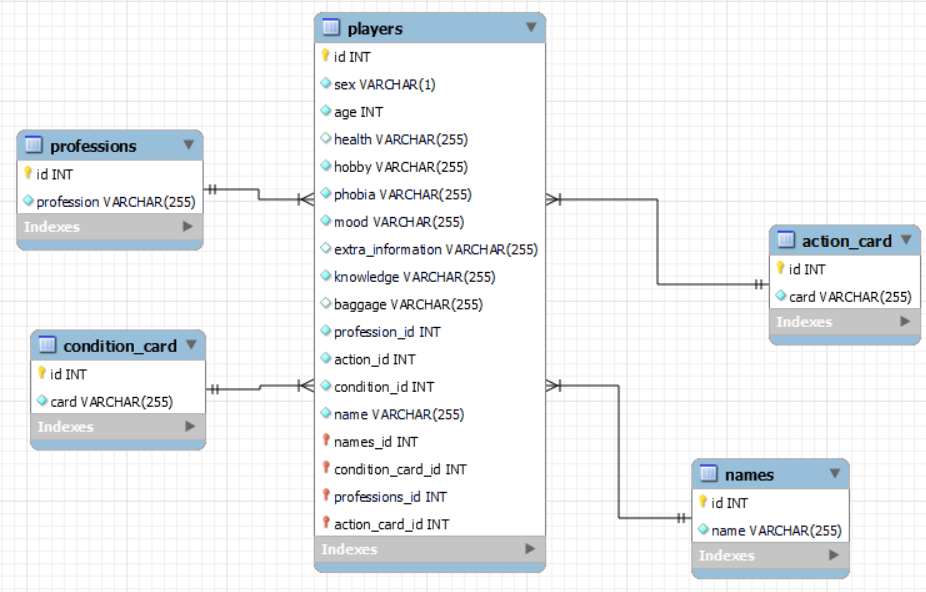 players
id INT
sex VARCHAR(1)
age INT
health VARCHAR(255)
hobby VARCHAR(255)
phobia VARCHAR(255)
mood VARCHAR(255)
extra_information VARCHAR(255)
knowledge VARCHAR(255)
baggage VARCHAR(255)
profession_id INT
action_id INT
condition_id INT
name VARCHAR(255)
names_id INT
condition_card_id INT
professions_id INT
action_card_id INT
Indexes
professions
id INT
profession VARCHAR(255)
Indexes
condition_card
id INT
card VARCHAR(255)
Indexes
action_card
id INT
card VARCHAR(255)
Indexes
names
id INT
name VARCHAR(255)
Indexes